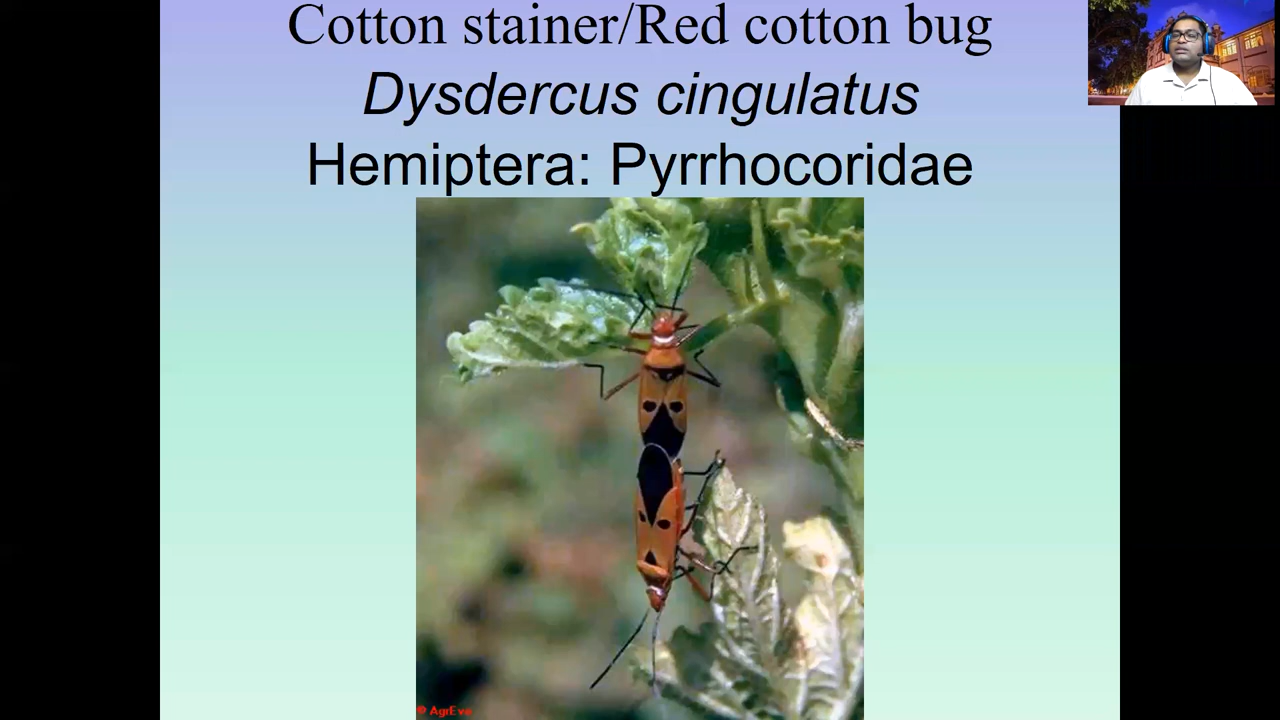 Cotton stainer/Red cotton bug
Dysdercus cingulatus
Hemiptera: Pyrrhocoridae
© AgrEvo